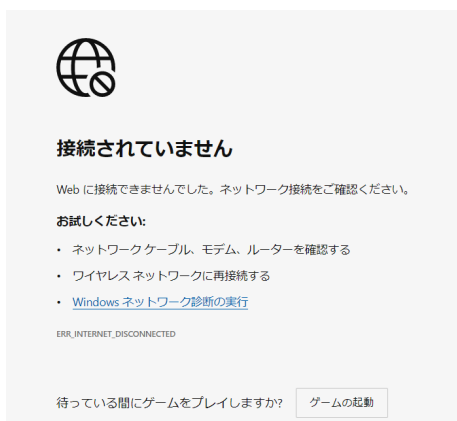 接続されていません
Web に接続できませんでした。ネットワーク接続をご確認ください。
お試しください:
• ネットワーク ケーブル、モデム、ルーターを確認する
• ワイヤレス ネットワークに再接続する
• Windows ネットワーク診断の実行
ERR_INTERNET_DISCONNECTED
待っている間にゲームをプレイしますか? ゲームの起動